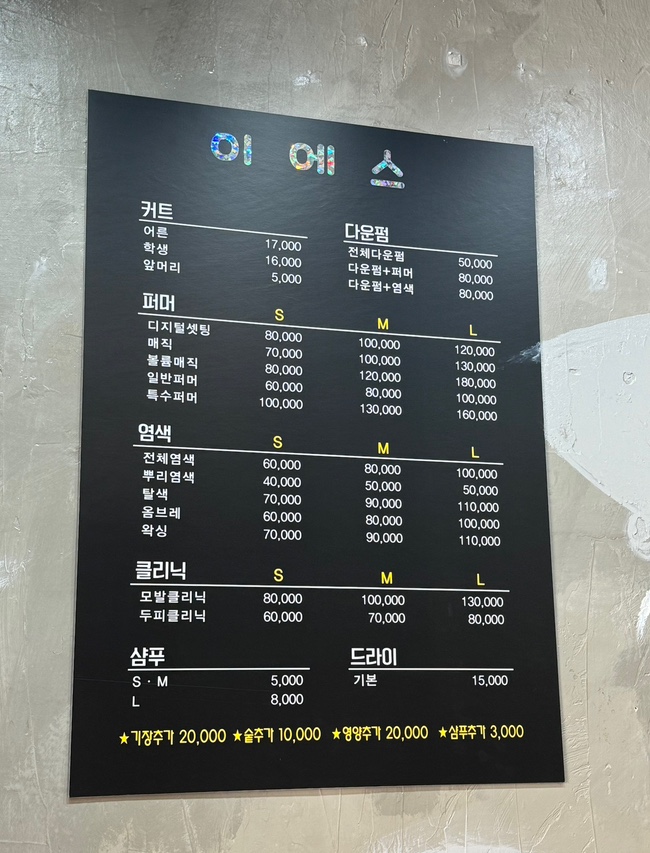 이 에 스
커트
어른 17,000
학생 16,000
앞머리 5,000
다운펌
전체다운펌 50,000
다운펌+퍼머 80,000
다운펌+염색 80,000
퍼머 S M L
디지털셋팅 80,000 100,000 120,000
매직 70,000 100,000 130,000
볼륨매직 80,000 120,000 180,000
일반퍼머 60,000 80,000 100,000
특수퍼머 100,000 130,000 160,000
염색 S M L
전체염색 60,000 80,000 100,000
뿌리염색 40,000 50,000 50,000
탈색 70,000 90,000 110,000
옴브레 60,000 80,000 100,000
왁싱 70,000 90,000 110,000
클리닉 S M L
모발클리닉 80,000 100,000 130,000
두피클리닉 60,000 70,000 80,000
샴푸
S · M 5,000
L 8,000
드라이
기본 15,000
★기장추가 20,000 ★숱추가 10,000 ★영양추가 20,000 ★샴푸추가 3,000